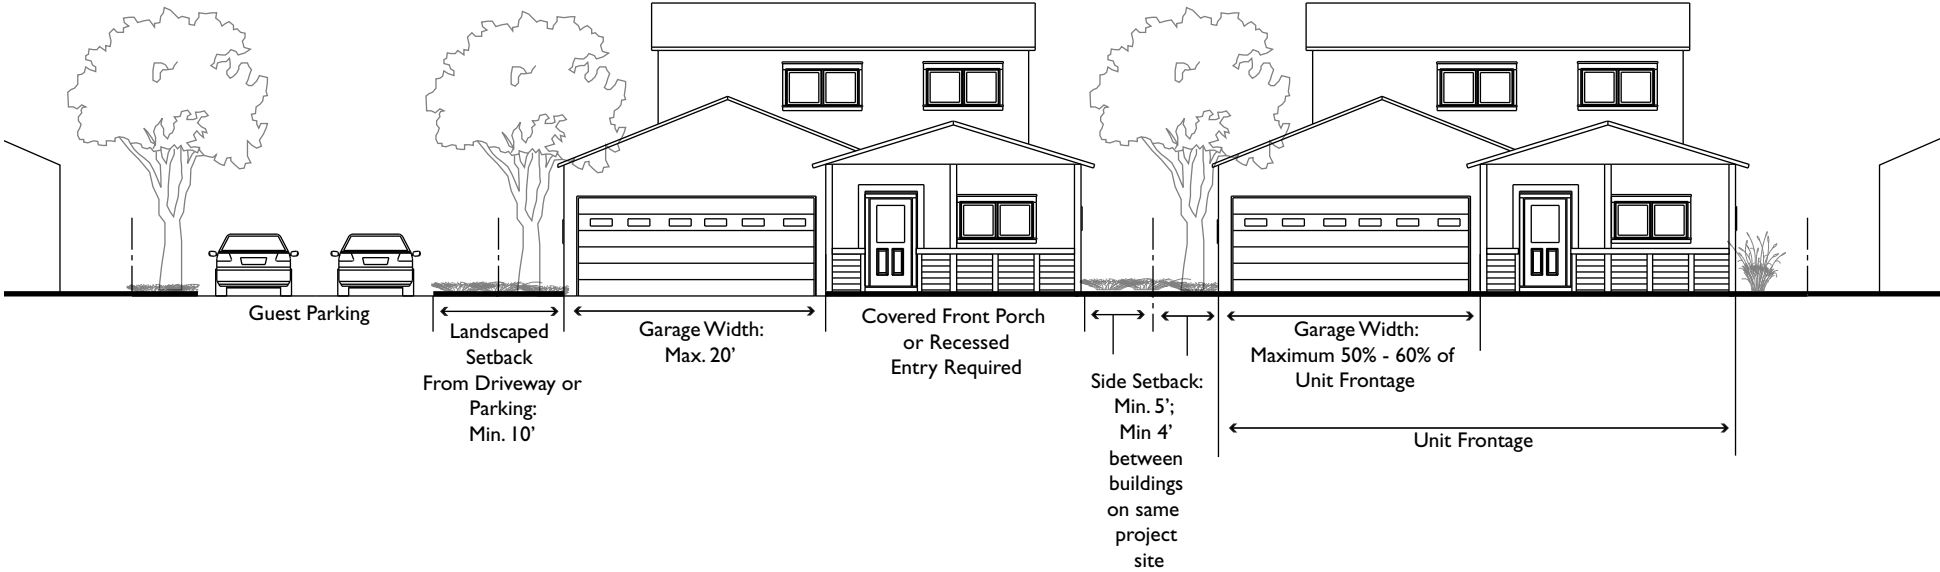 Guest Parking
Landscaped
Setback
From Driveway or
Parking:
Min. 10’
Garage Width:
Max. 20’
Covered Front Porch
or Recessed
Entry Required
Side Setback:
Min. 5’;
Min 4’
between
buildings
on same
project
site
Garage Width:
Maximum 50% - 60% of
Unit Frontage
Unit Frontage